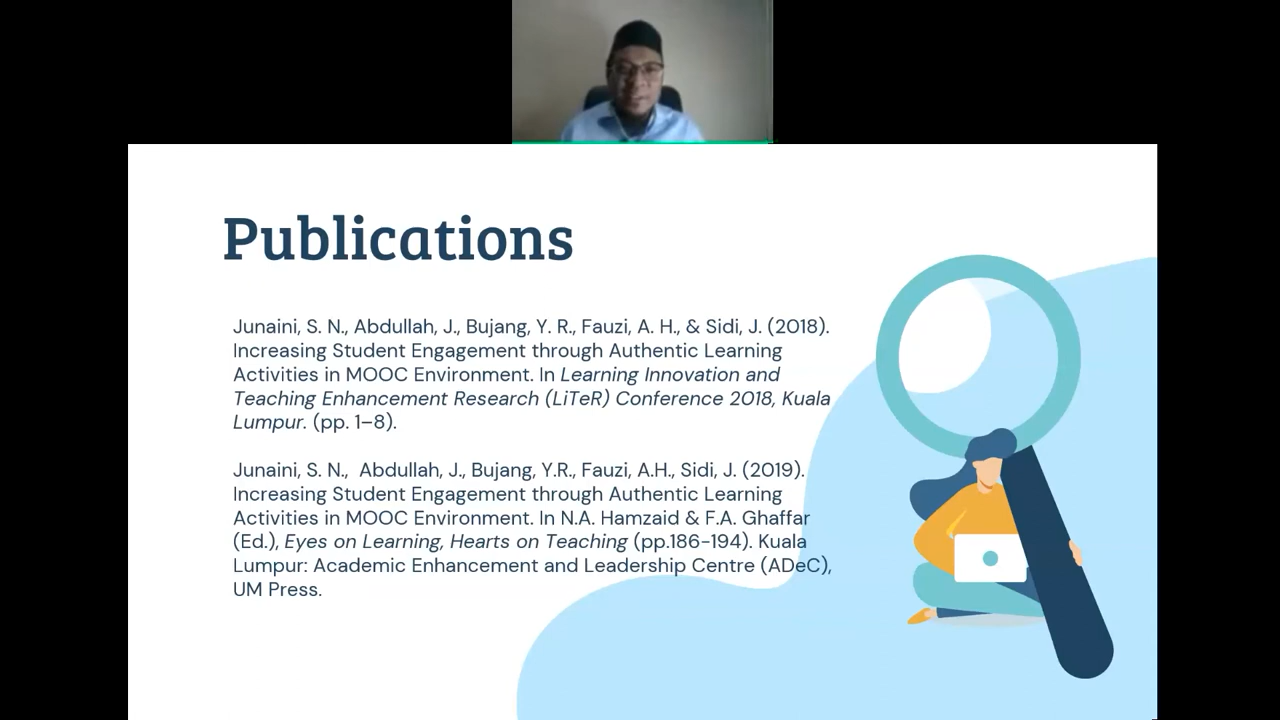 Publications
Junaini, S. N., Abdullah, J., Bujang, Y. R., Fauzi, A. H., & Sidi, J. (2018).
Increasing Student Engagement through Authentic Learning
Activities in MOOC Environment. In Learning Innovation and
Teaching Enhancement Research (LiTeR) Conference 2018, Kuala
Lumpur. (pp. 1–8).
Junaini, S. N.,  Abdullah, J., Bujang, Y.R., Fauzi, A.H., Sidi, J. (2019).
Increasing Student Engagement through Authentic Learning
Activities in MOOC Environment. In N.A. Hamzaid & F.A. Ghaffar
(Ed.), Eyes on Learning, Hearts on Teaching (pp.186-194). Kuala
Lumpur: Academic Enhancement and Leadership Centre (ADeC),
UM Press.